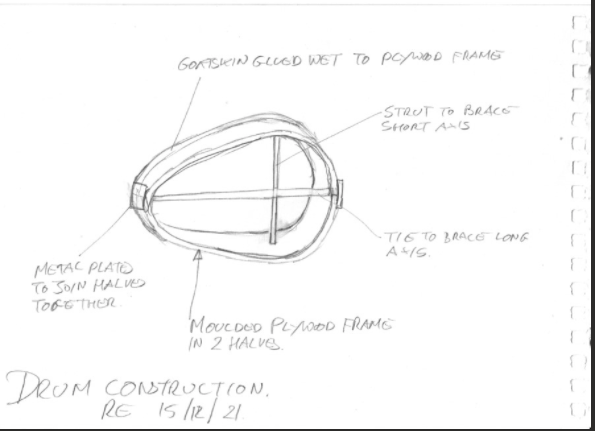 GOATSKIN GLUED WET TO PLYWOOD FRAME
STRUT TO BRACE
SHORT AXIS
TIE TO BRACE LONG
AXIS.
METAL PLATE
TO JOIN HALVES
TOGETHER.
MOULDED PLYWOOD FRAME
IN 2 HALVES.
DRUM CONSTRUCTION.
RE 15/12/21